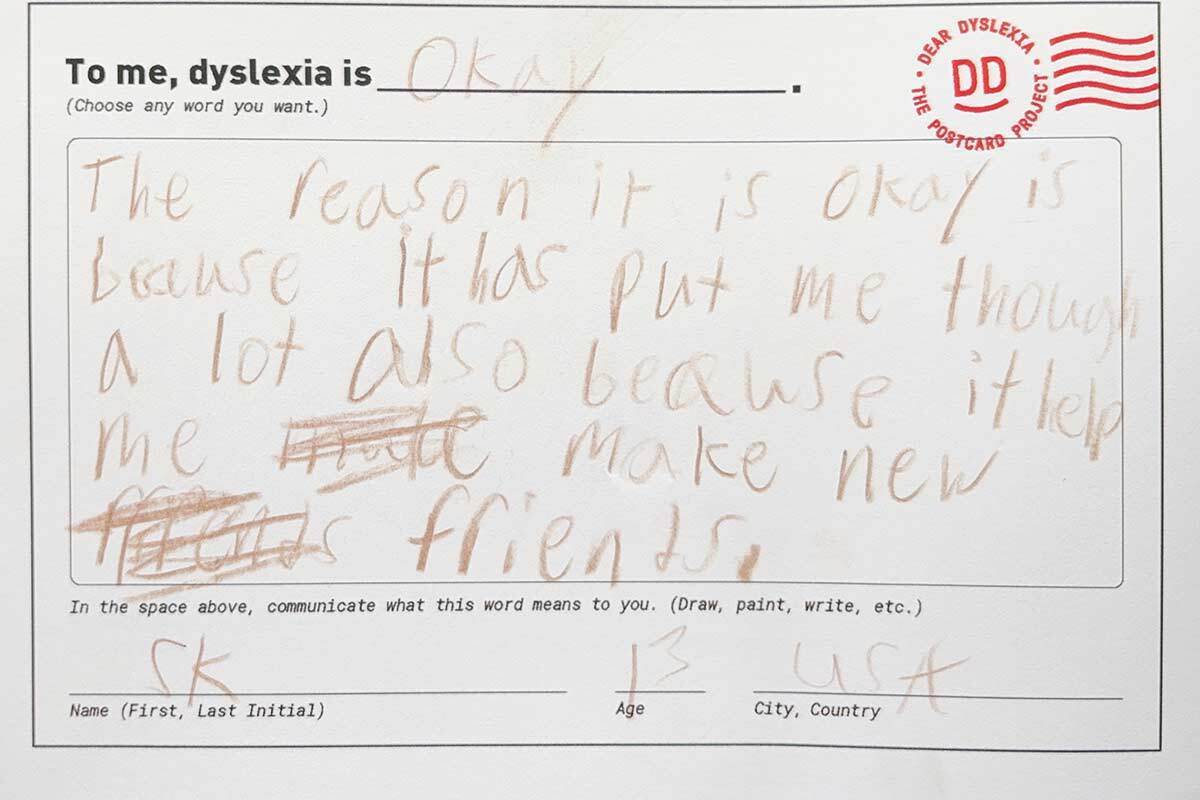 To me, dyslexia is Okay.
(Choose any word you want.)
DEAR DYSLEXIA • THE POSTCARD PROJECT •
DD
The reason it is okay is
beacuse it has put me though
a lot also beacause it help
me make new
friends.
In the space above, communicate what this word means to you. (Draw, paint, write, etc.)
SK 13 USA
Name (First, Last Initial) Age City, Country